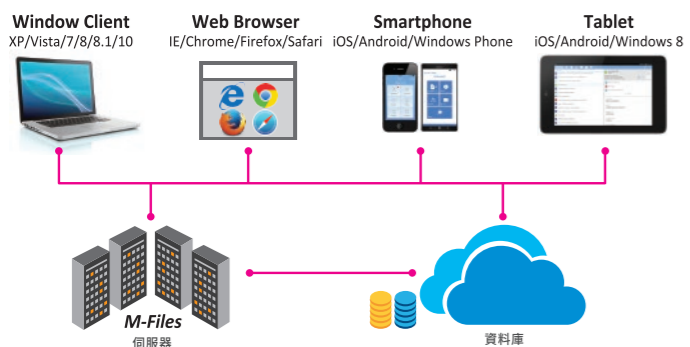 Window Client
XP/Vista/7/8/8.1/10
Web Browser
IE/Chrome/Firefox/Safari
Smartphone
iOS/Android/Windows Phone
Tablet
iOS/Android/Windows 8
M-Files
伺服器
資料庫